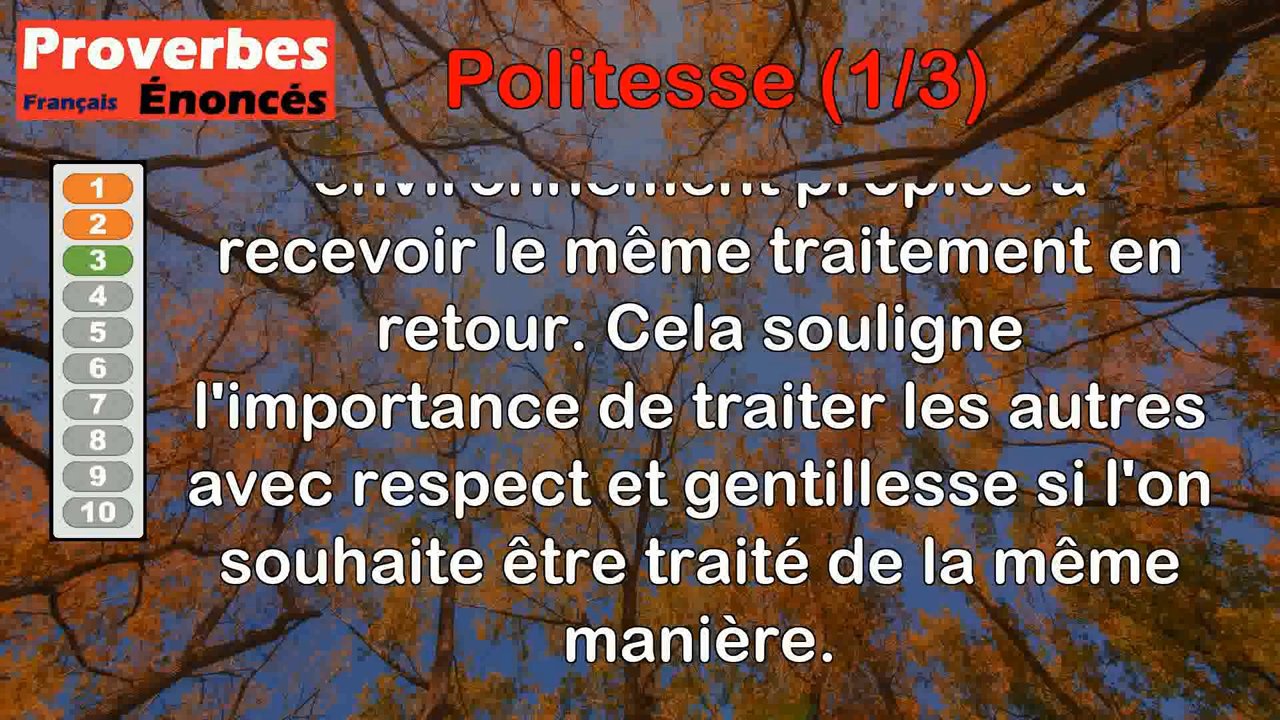 Proverbes
Français Énoncés
Politesse (1/3)
1
2
3
4
5
6
7
8
9
10
environnement propice à
recevoir le même traitement en
retour. Cela souligne
l'importance de traiter les autres
avec respect et gentillesse si l'on
souhaite être traité de la même
manière.